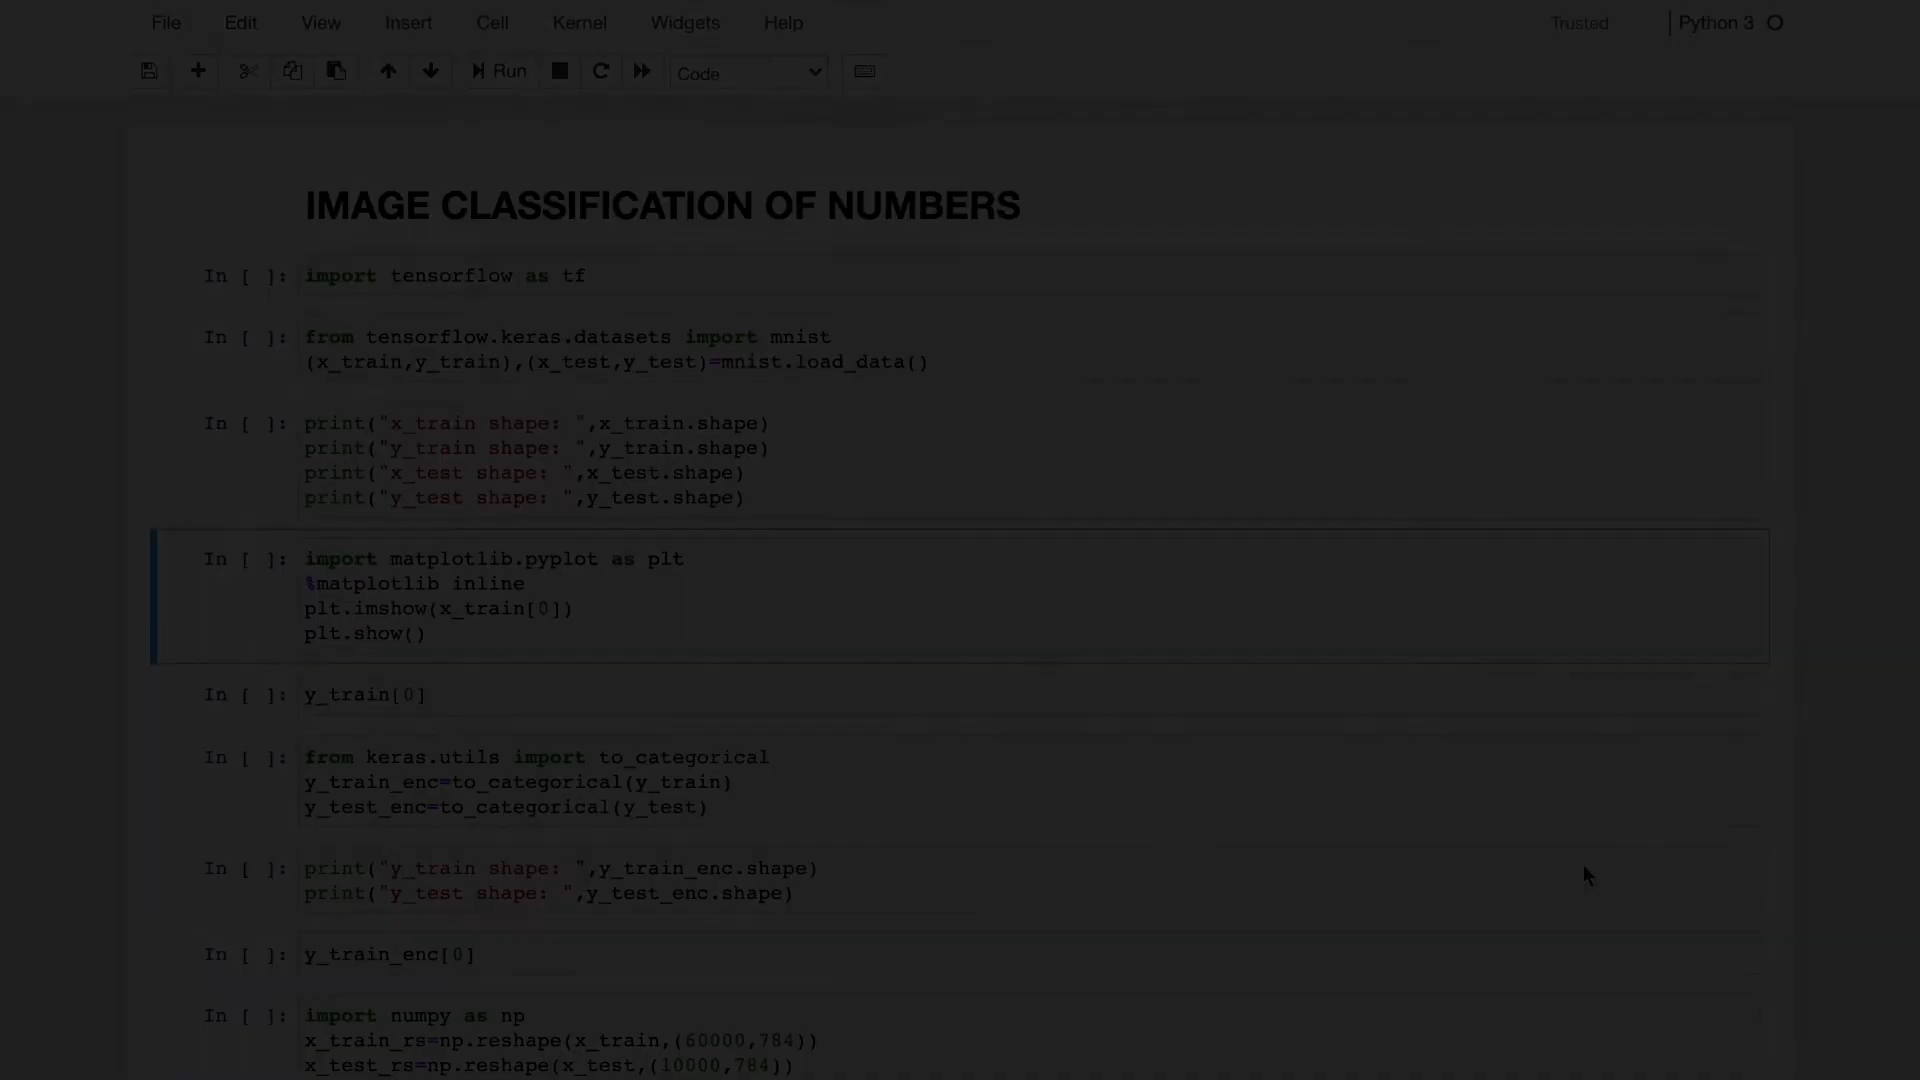 File Edit View Insert Cell Kernel Widgets Help Trusted Python 3
Run Code
IMAGE CLASSIFICATION OF NUMBERS
In [ ]: import tensorflow as tf
In [ ]: from tensorflow.keras.datasets import mnist
(x_train,y_train),(x_test,y_test)=mnist.load_data()
In [ ]: print("x_train shape: ",x_train.shape)
print("y_train shape: ",y_train.shape)
print("x_test shape: ",x_test.shape)
print("y_test shape: ",y_test.shape)
In [ ]: import matplotlib.pyplot as plt
%matplotlib inline
plt.imshow(x_train[0])
plt.show()
In [ ]: y_train[0]
In [ ]: from keras.utils import to_categorical
y_train_enc=to_categorical(y_train)
y_test_enc=to_categorical(y_test)
In [ ]: print("y_train shape: ",y_train_enc.shape)
print("y_test shape: ",y_test_enc.shape)
In [ ]: y_train_enc[0]
In [ ]: import numpy as np
x_train_rs=np.reshape(x_train,(60000,784))
x_test_rs=np.reshape(x_test,(10000,784))